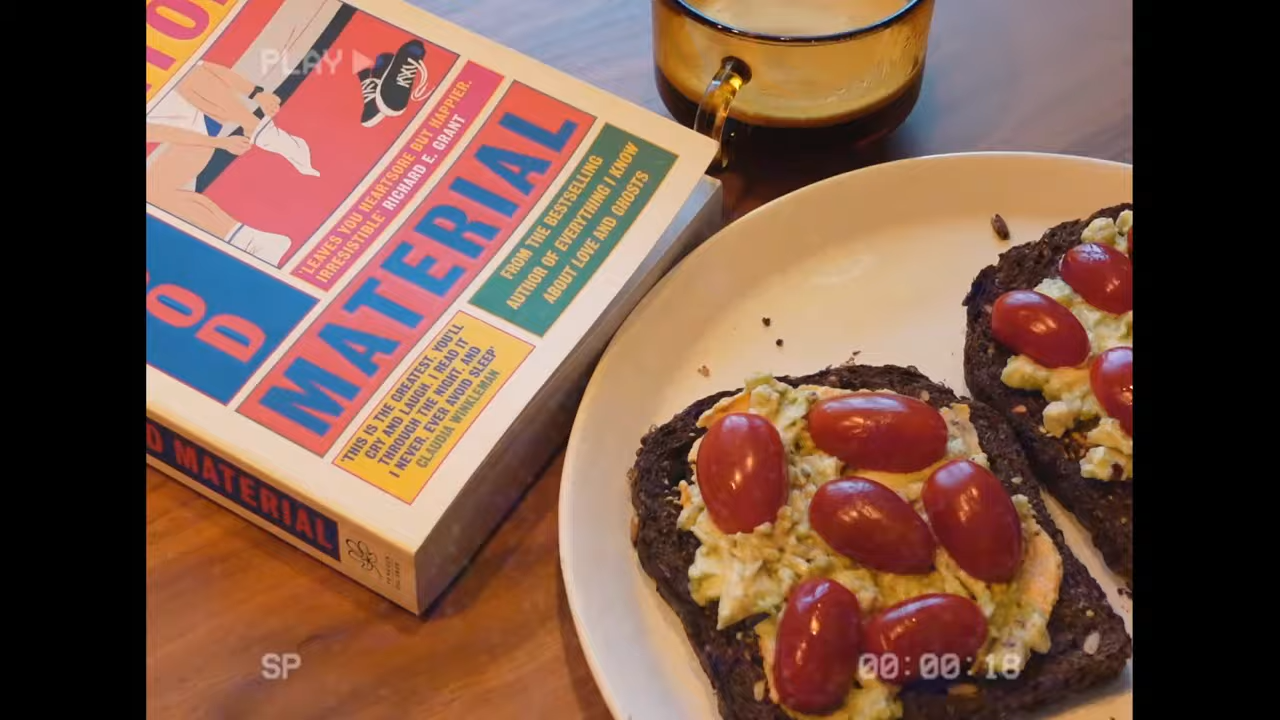 PLAY
'LEAVES YOU HEARTSORE BUT HAPPIER.
IRRESISTIBLE' RICHARD E. GRANT
OD
MATERIAL
FROM THE BESTSELLING
AUTHOR OF EVERYTHING I KNOW
ABOUT LOVE AND GHOSTS
'THIS IS THE GREATEST. YOU'LL
CRY AND LAUGH. I READ IT
THROUGH THE NIGHT, AND
I NEVER, EVER AVOID SLEEP'
CLAUDIA WINKLEMAN
D MATERIAL
SP
00:00:18